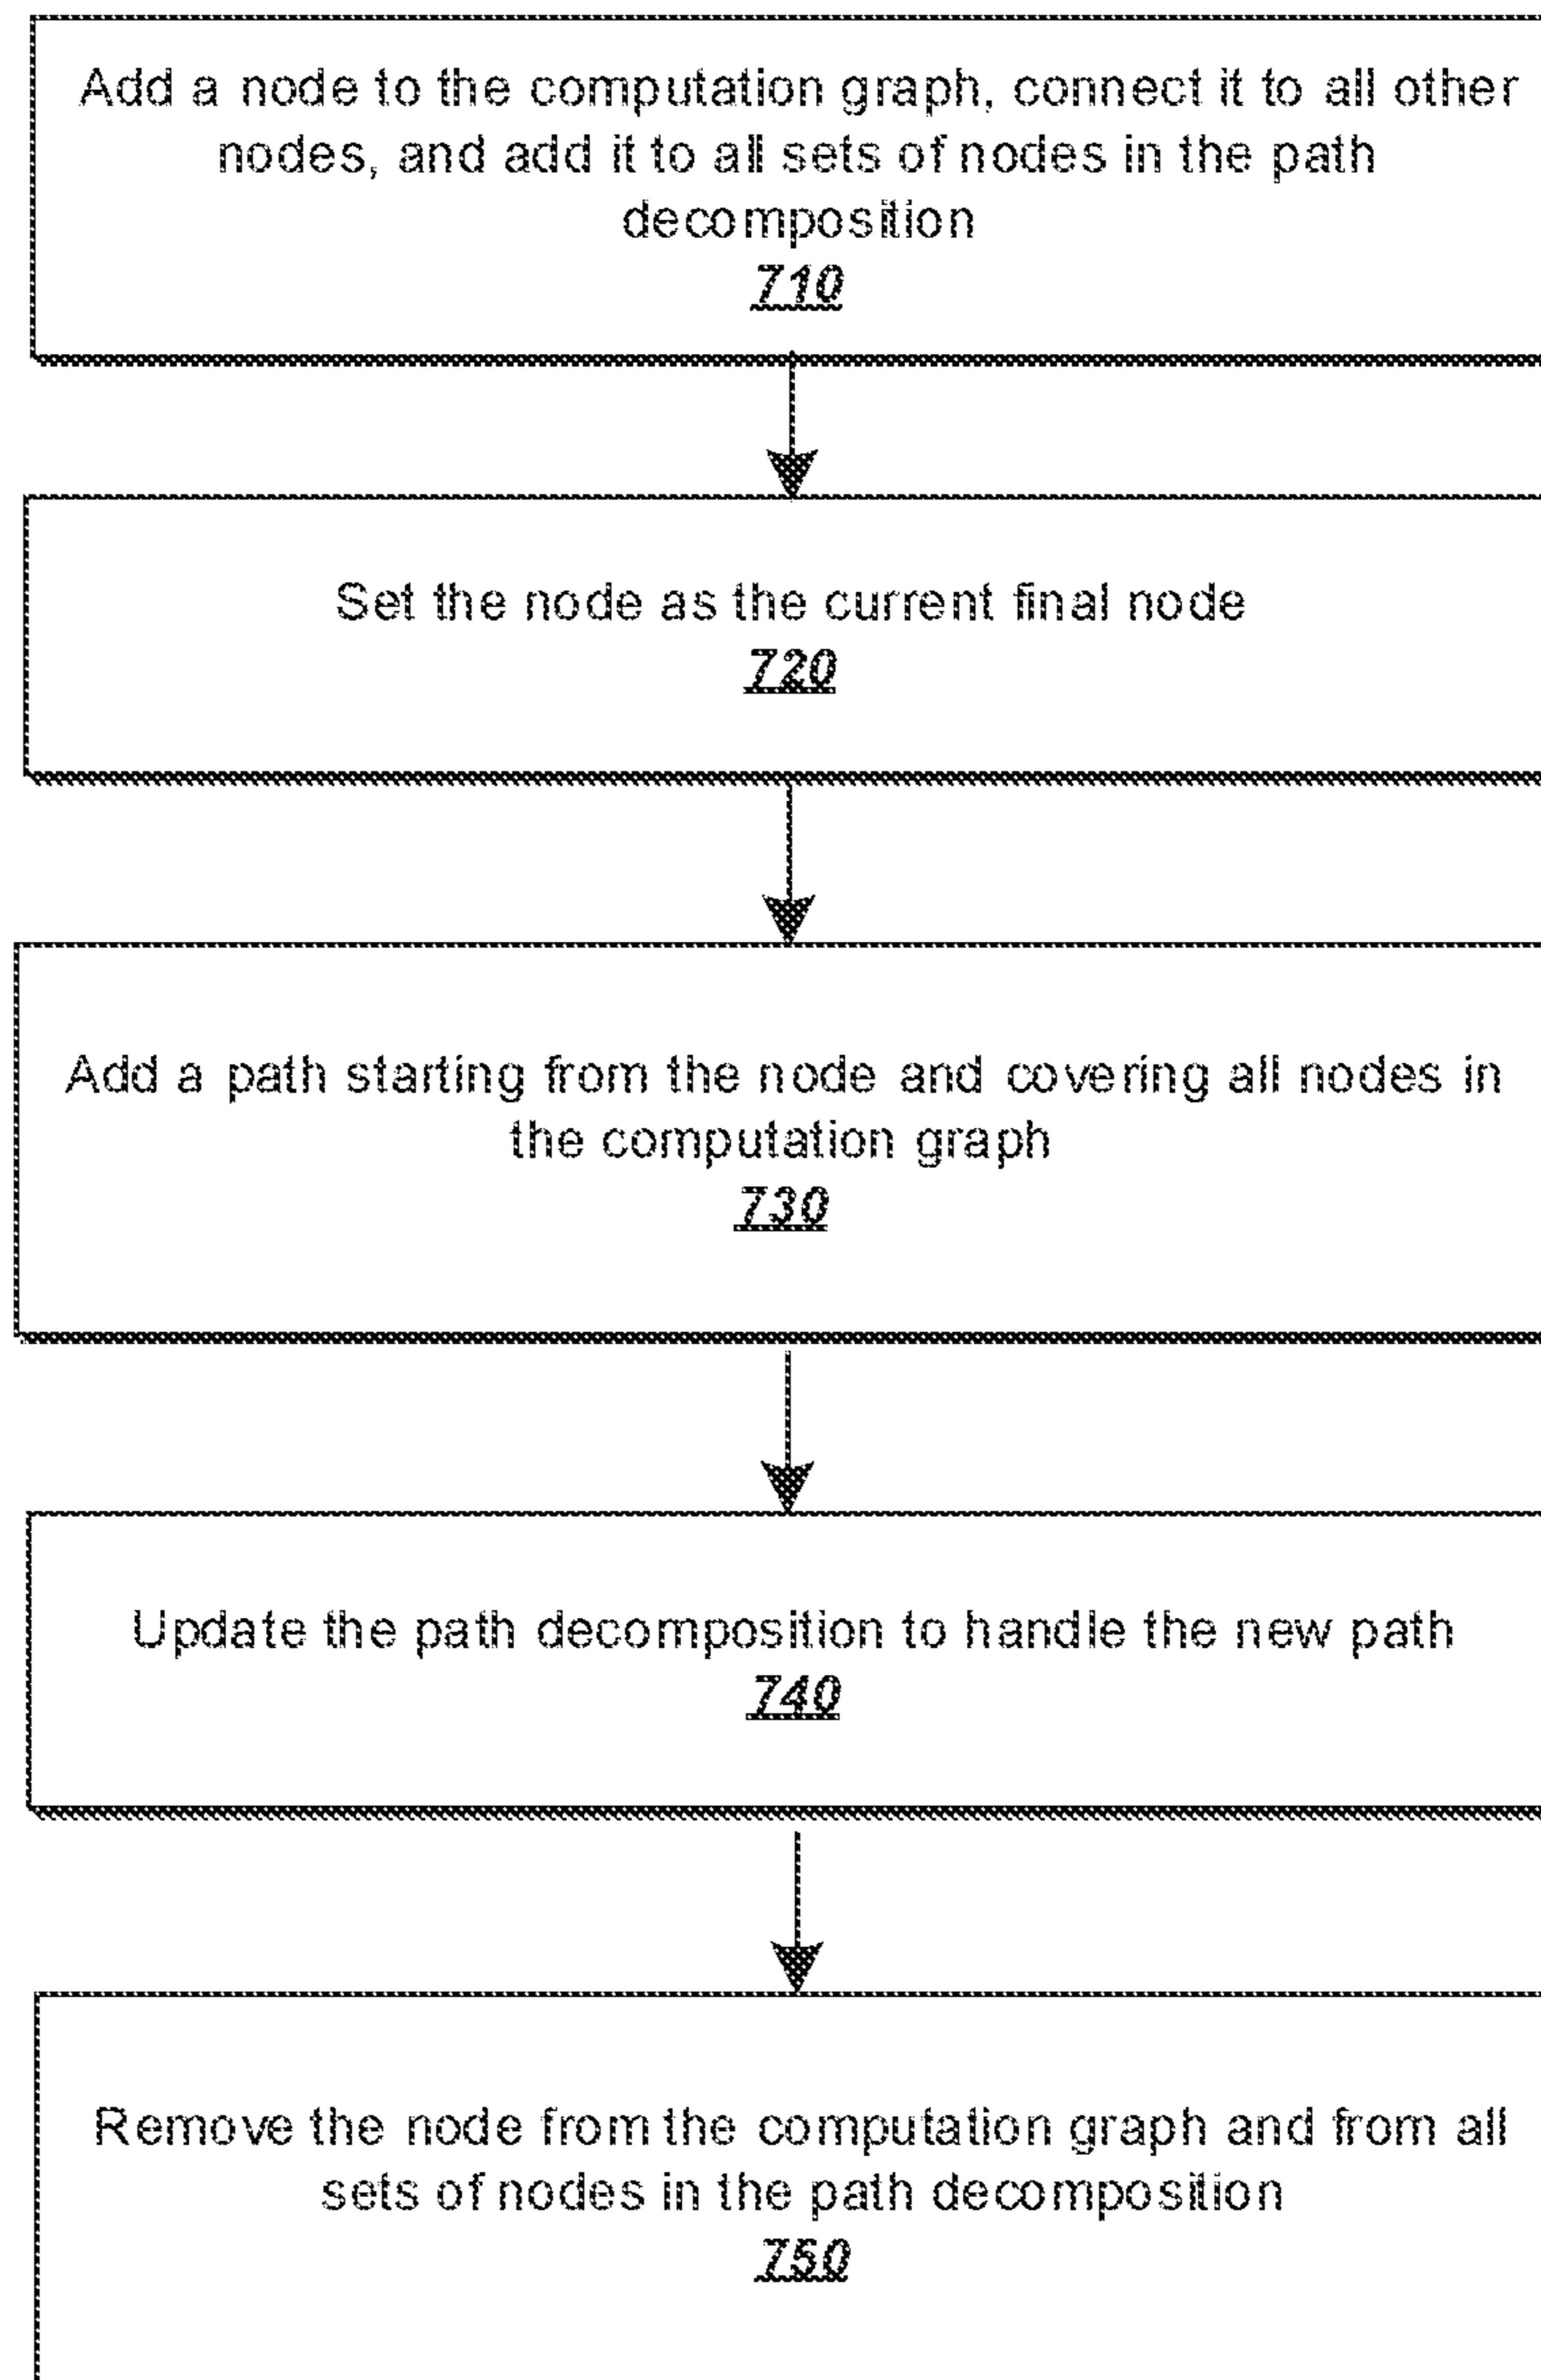 Add a node to the computation graph, connect it to all other
nodes, and add it to all sets of nodes in the path
decomposition
710
Set the node as the current final node
720
Add a path starting from the node and covering all nodes in
the computation graph
730
Update the path decomposition to handle the new path
740
Remove the node from the computation graph and from all
sets of nodes in the path decomposition
750